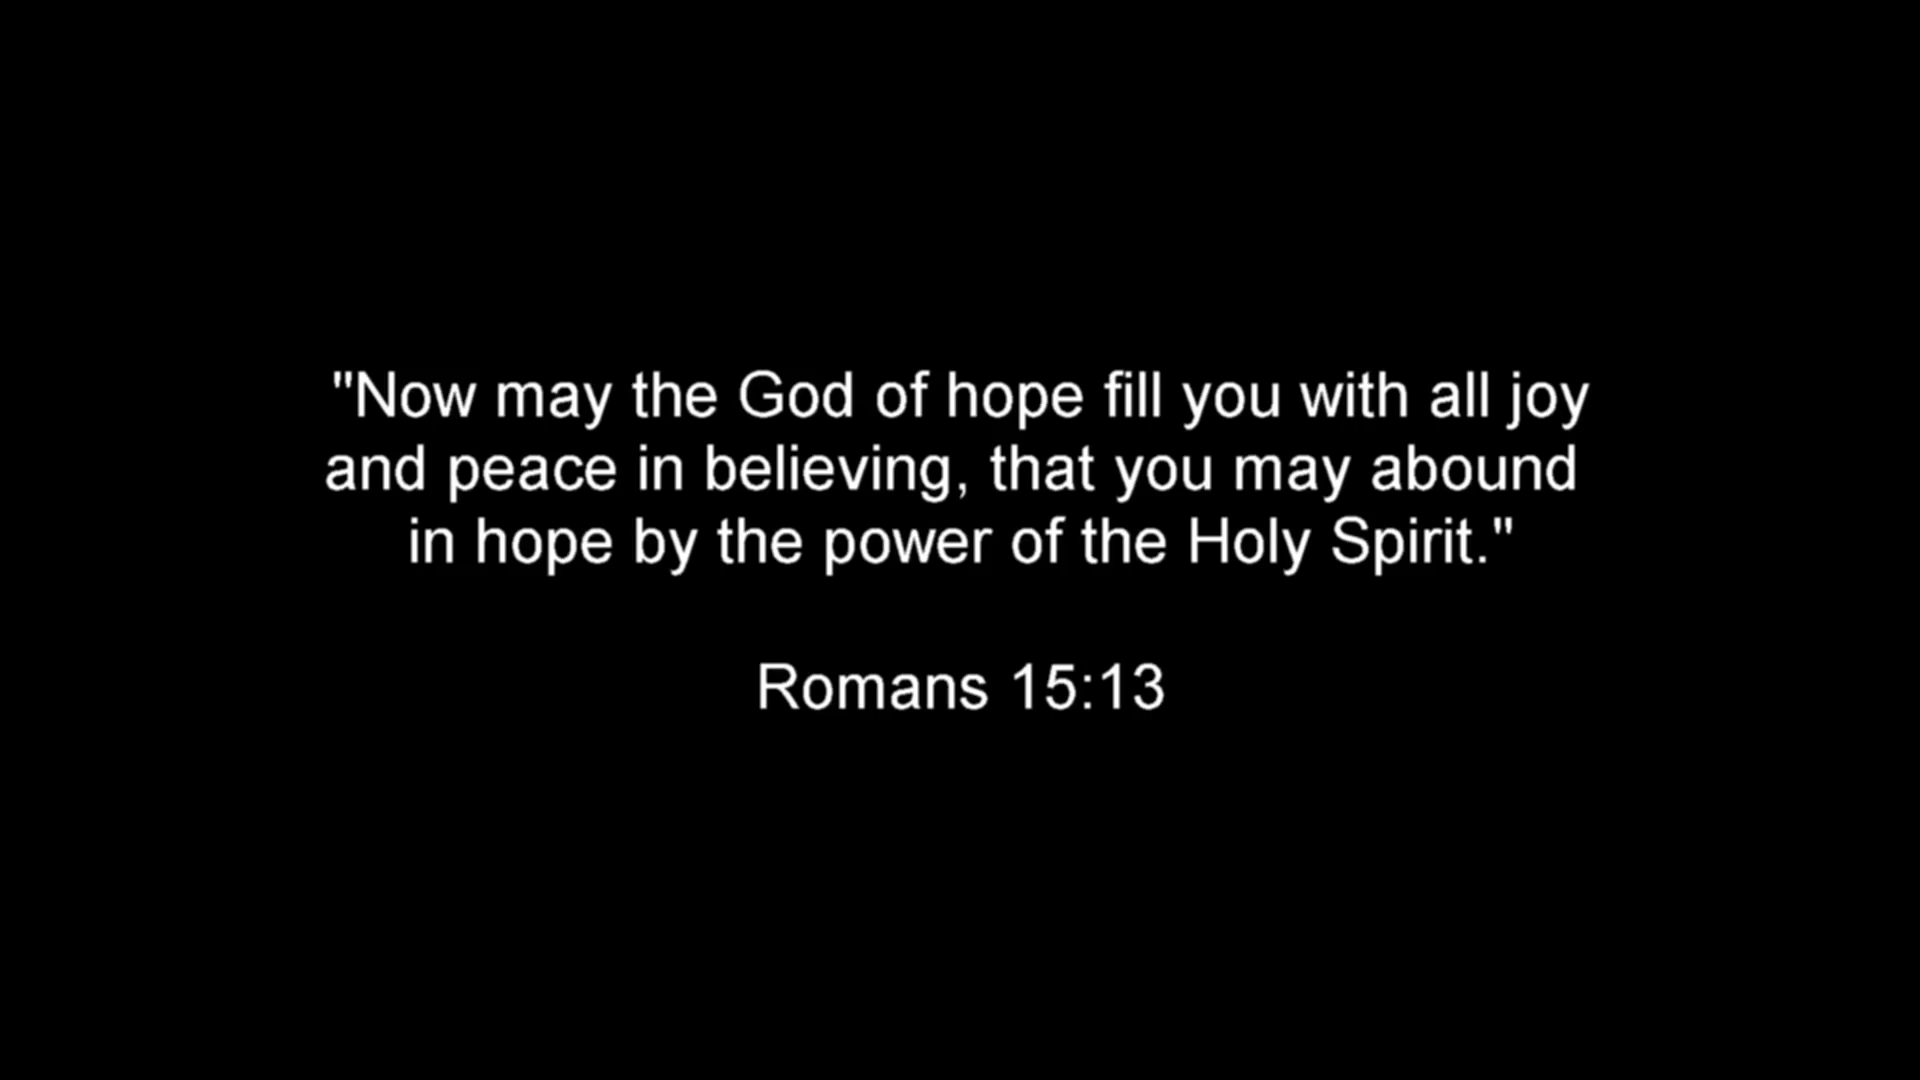 "Now may the God of hope fill you with all joy
and peace in believing, that you may abound
in hope by the power of the Holy Spirit."
Romans 15:13